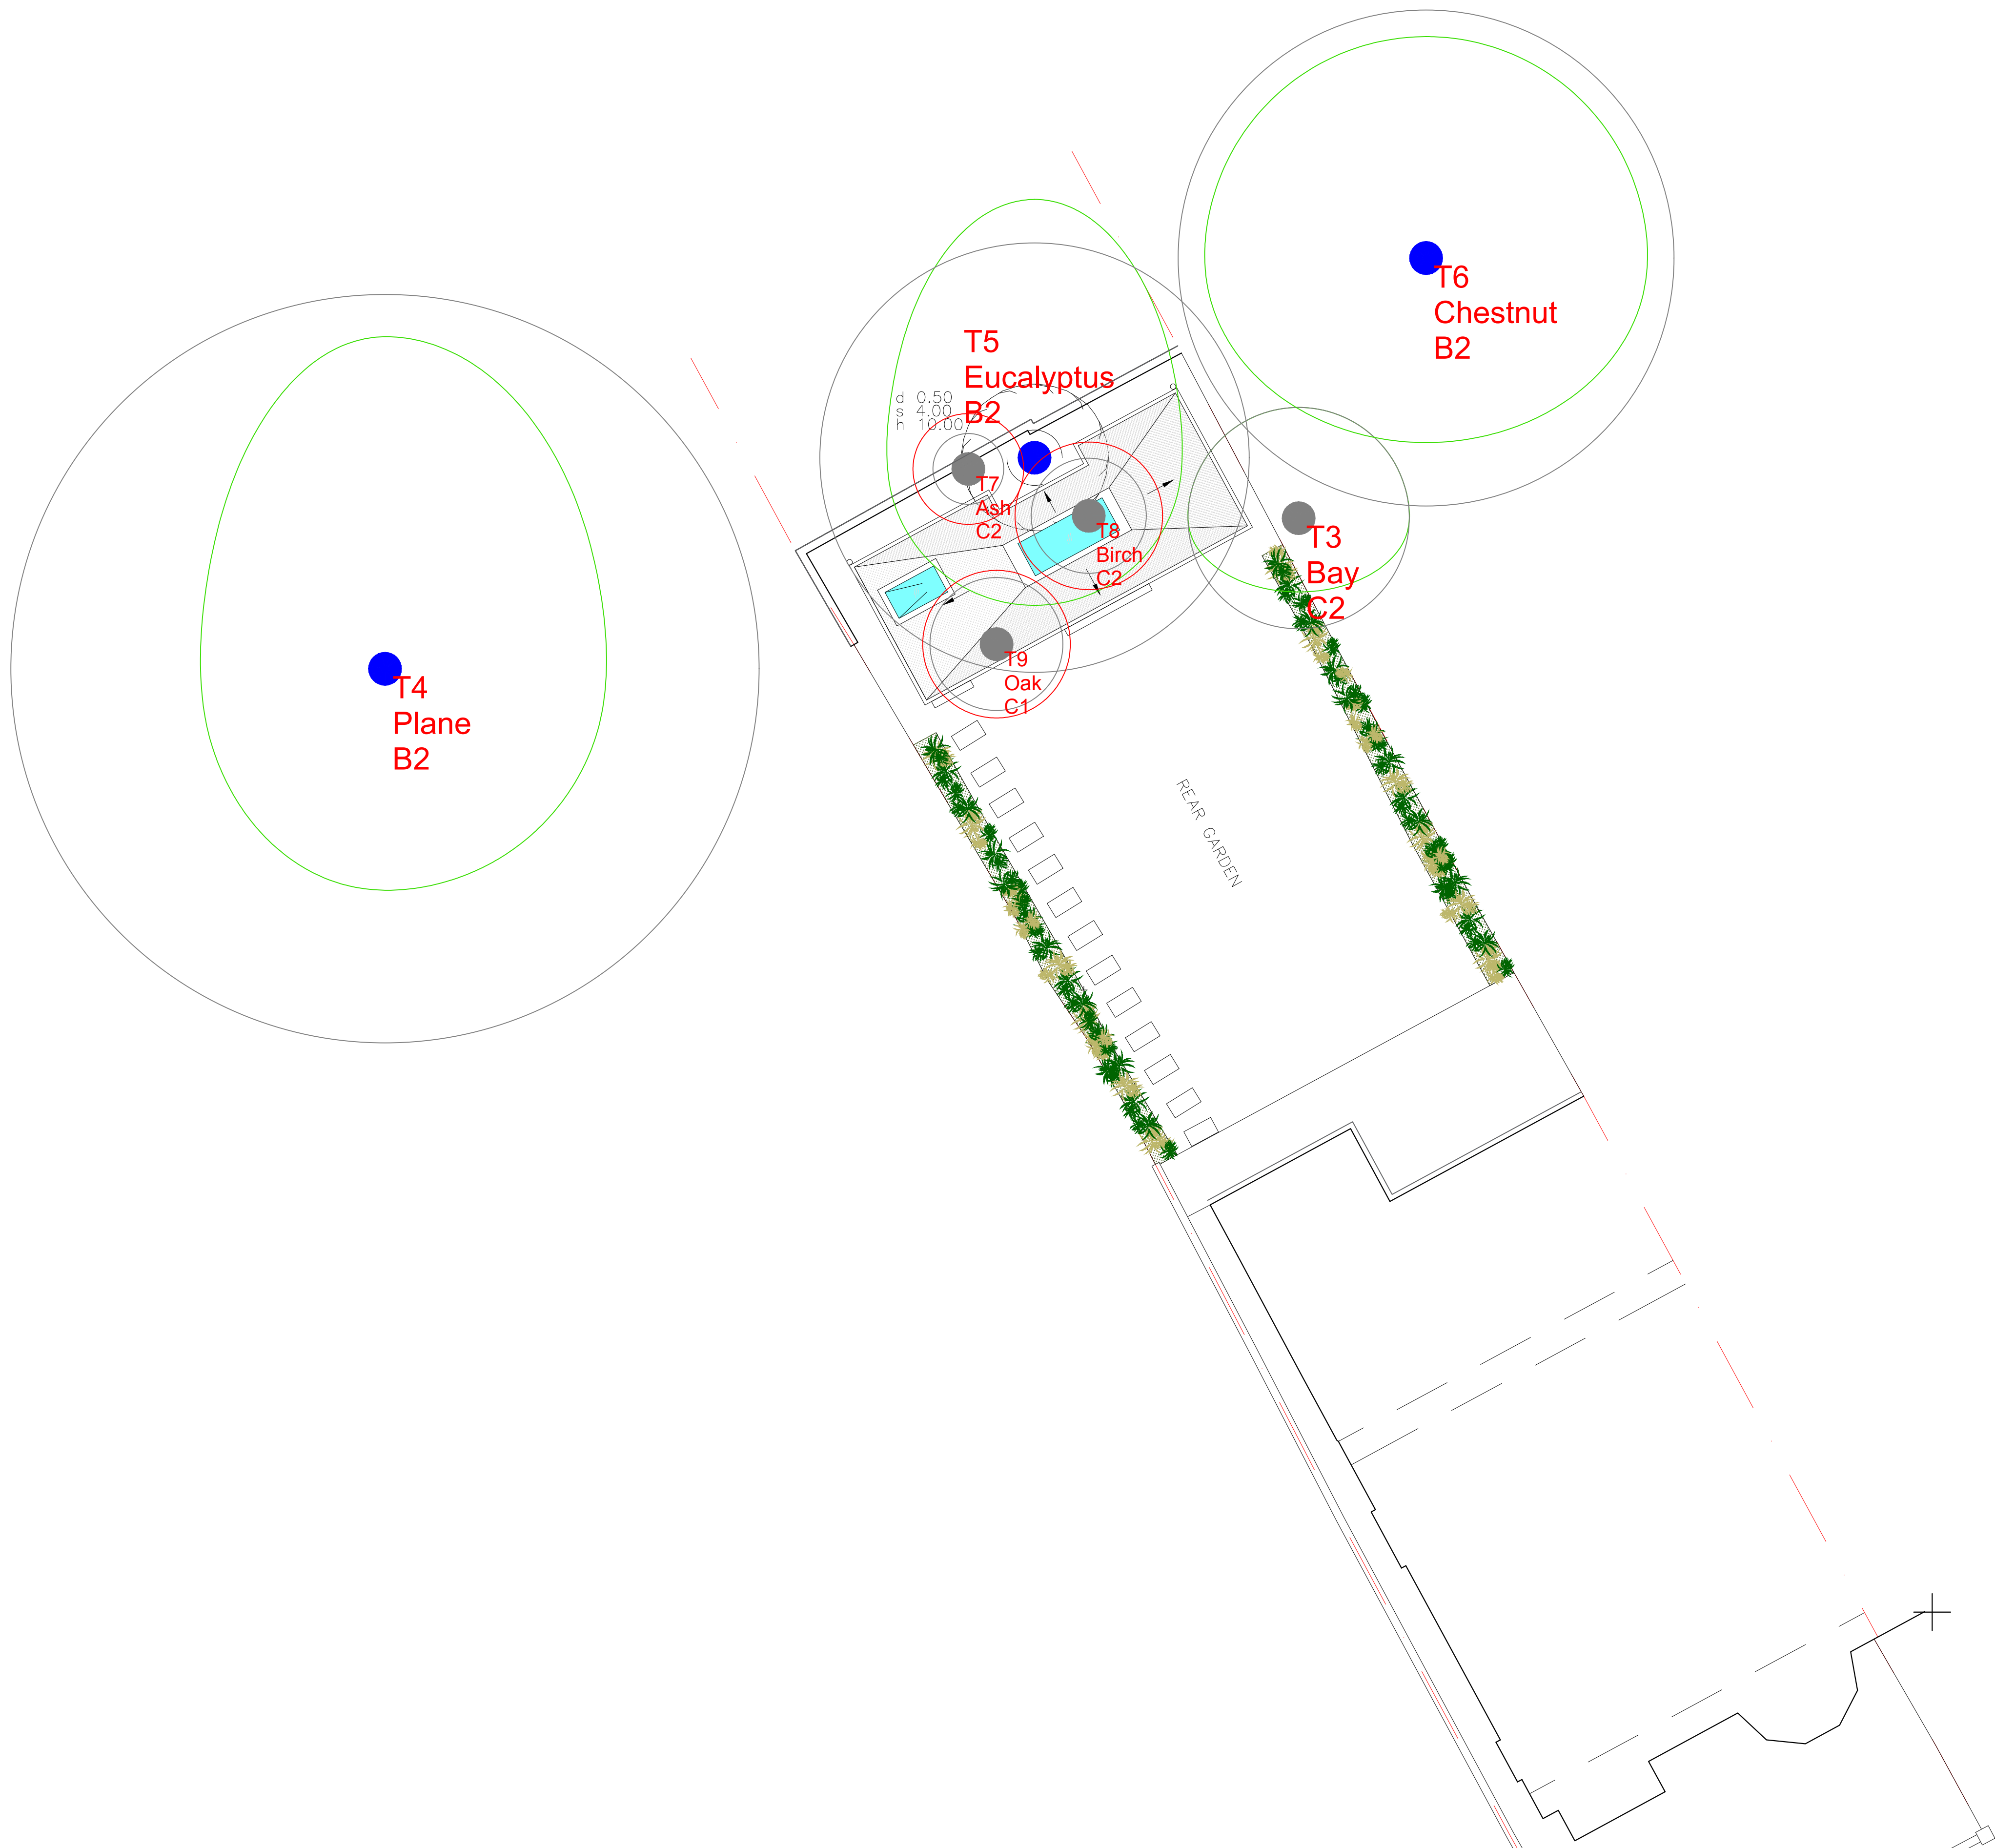 T6
Chestnut
B2
T5
Eucalyptus
B2
d 0.50
s 4.00
h 10.00
T7
Ash
C2
T8
Birch
C2
T3
Bay
C2
T9
Oak
C1
T4
Plane
B2
REAR GARDEN